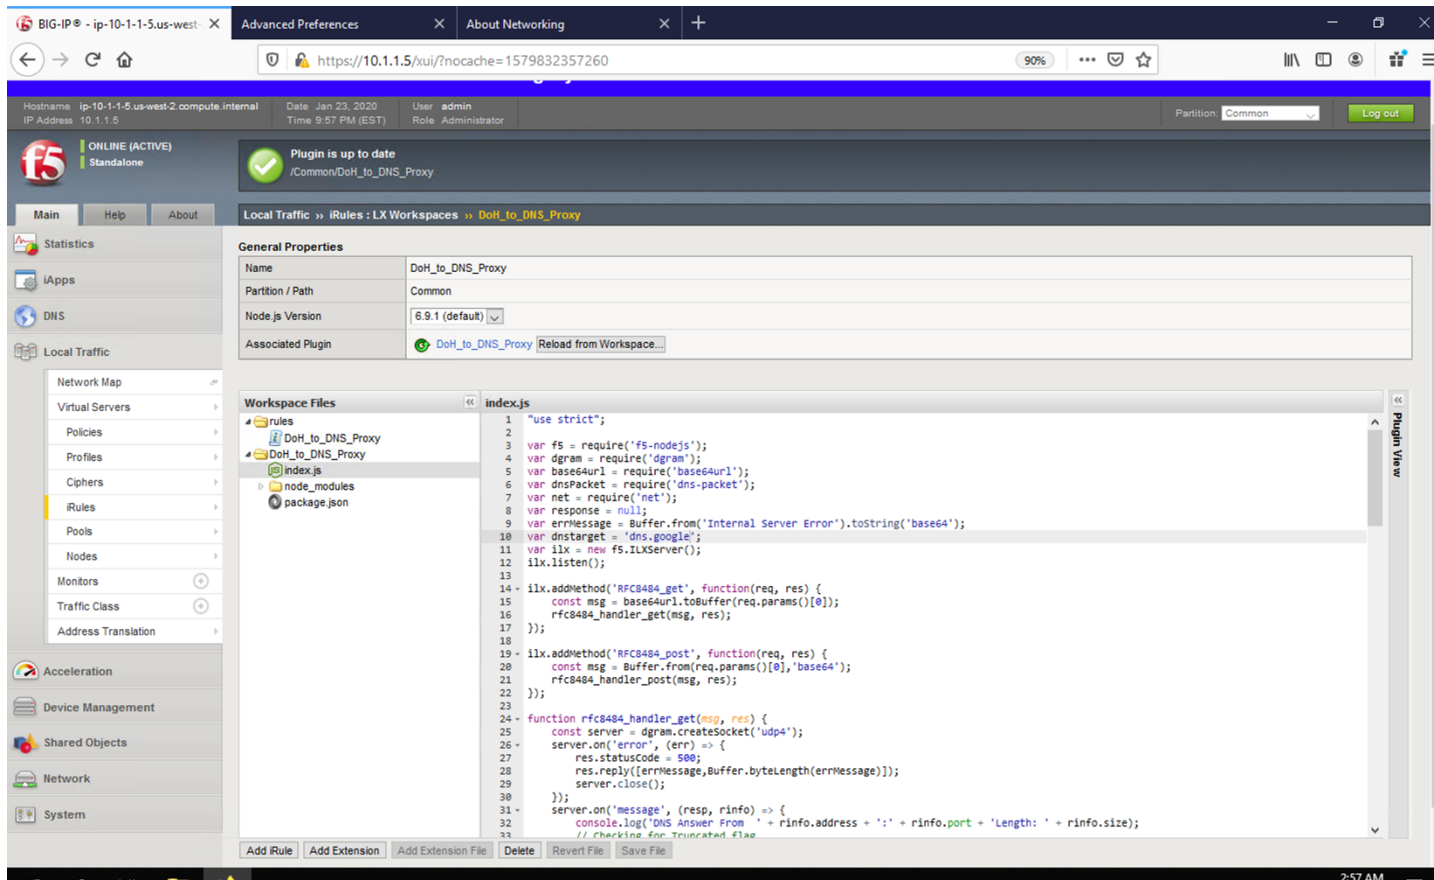 BIG-IP® - ip-10-1-1-5.us-west-
Advanced Preferences
About Networking
https://10.1.1.5/xui/?nocache=1579832357260
90%
Hostname ip-10-1-1-5.us-west-2.compute.internal
IP Address 10.1.1.5
Date Jan 23, 2020
Time 9:57 PM (EST)
User admin
Role Administrator
Partition: Common
Log out
f5
ONLINE (ACTIVE)
Standalone
Plugin is up to date
/Common/DoH_to_DNS_Proxy
Main Help About
Local Traffic ›› iRules : LX Workspaces ›› DoH_to_DNS_Proxy
Statistics
iApps
DNS
Local Traffic
Network Map
Virtual Servers
Policies
Profiles
Ciphers
iRules
Pools
Nodes
Monitors
Traffic Class
Address Translation
Acceleration
Device Management
Shared Objects
Network
System
General Properties
Name DoH_to_DNS_Proxy
Partition / Path Common
Node.js Version 6.9.1 (default)
Associated Plugin DoH_to_DNS_Proxy Reload from Workspace...
Workspace Files
rules
DoH_to_DNS_Proxy
DoH_to_DNS_Proxy
index.js
node_modules
package.json
index.js
1 "use strict";
2
3 var f5 = require('f5-nodejs');
4 var dgram = require('dgram');
5 var base64url = require('base64url');
6 var dnsPacket = require('dns-packet');
7 var net = require('net');
8 var response = null;
9 var errMessage = Buffer.from('Internal Server Error').toString('base64');
10 var dnstarget = 'dns.google';
11 var ilx = new f5.ILXServer();
12 ilx.listen();
13
14 ilx.addMethod('RFC8484_get', function(req, res) {
15 const msg = base64url.toBuffer(req.params()[0]);
16 rfc8484_handler_get(msg, res);
17 });
18
19 ilx.addMethod('RFC8484_post', function(req, res) {
20 const msg = Buffer.from(req.params()[0],'base64');
21 rfc8484_handler_post(msg, res);
22 });
23
24 function rfc8484_handler_get(msg, res) {
25 const server = dgram.createSocket('udp4');
26 server.on('error', (err) => {
27 res.statusCode = 500;
28 res.reply([errMessage,Buffer.byteLength(errMessage)]);
29 server.close();
30 });
31 server.on('message', (resp, rinfo) => {
32 console.log('DNS Answer From ' + rinfo.address + ':' + rinfo.port + 'Length: ' + rinfo.size);
33 // Checking for Truncated flag
Plugin View
Add iRule Add Extension Add Extension File Delete Revert File Save File
2:57 AM